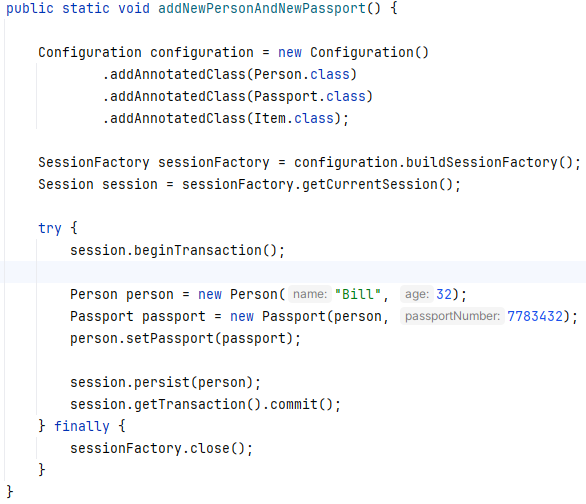 public static void addNewPersonAndNewPassport() {
Configuration configuration = new Configuration()
.addAnnotatedClass(Person.class)
.addAnnotatedClass(Passport.class)
.addAnnotatedClass(Item.class);
SessionFactory sessionFactory = configuration.buildSessionFactory();
Session session = sessionFactory.getCurrentSession();
try {
session.beginTransaction();
Person person = new Person( name: "Bill", age: 32);
Passport passport = new Passport(person, passportNumber: 7783432);
person.setPassport(passport);
session.persist(person);
session.getTransaction().commit();
} finally {
sessionFactory.close();
}
}